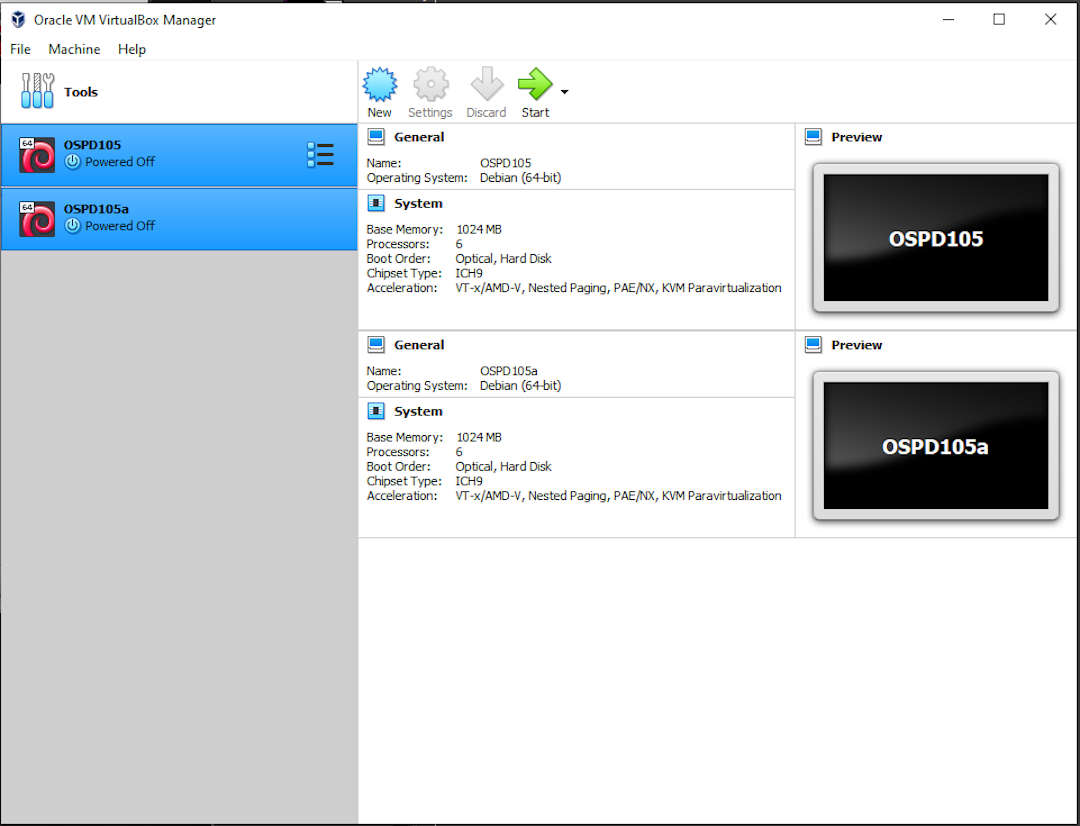 Oracle VM VirtualBox Manager
File Machine Help
Tools
New Settings Discard Start
64 OSPD105
Powered Off
64 OSPD105a
Powered Off
General
Name: OSPD105
Operating System: Debian (64-bit)
System
Base Memory: 1024 MB
Processors: 6
Boot Order: Optical, Hard Disk
Chipset Type: ICH9
Acceleration: VT-x/AMD-V, Nested Paging, PAE/NX, KVM Paravirtualization
Preview
OSPD105
General
Name: OSPD105a
Operating System: Debian (64-bit)
System
Base Memory: 1024 MB
Processors: 6
Boot Order: Optical, Hard Disk
Chipset Type: ICH9
Acceleration: VT-x/AMD-V, Nested Paging, PAE/NX, KVM Paravirtualization
Preview
OSPD105a